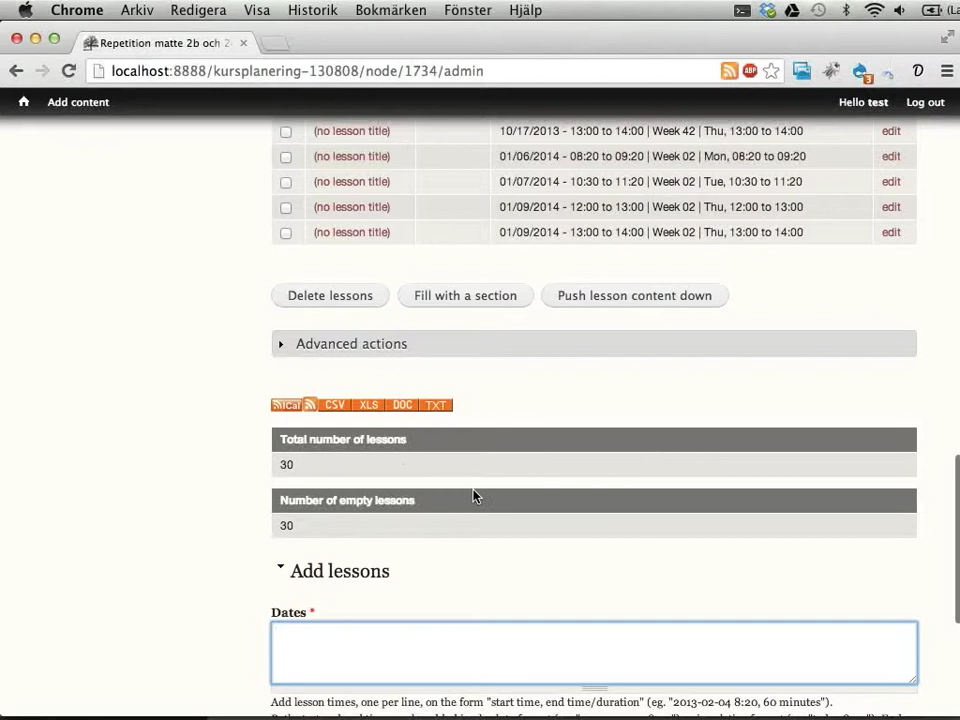 Chrome Arkiv Redigera Visa Historik Bokmärken Fönster Hjälp
Repetition matte 2b och 2
localhost:8888/kursplanering-130808/node/1734/admin
ABP
3
Add content Hello test Log out
(no lesson title) 10/17/2013 - 13:00 to 14:00 | Week 42 | Thu, 13:00 to 14:00 edit
(no lesson title) 01/06/2014 - 08:20 to 09:20 | Week 02 | Mon, 08:20 to 09:20 edit
(no lesson title) 01/07/2014 - 10:30 to 11:20 | Week 02 | Tue, 10:30 to 11:20 edit
(no lesson title) 01/09/2014 - 12:00 to 13:00 | Week 02 | Thu, 12:00 to 13:00 edit
(no lesson title) 01/09/2014 - 13:00 to 14:00 | Week 02 | Thu, 13:00 to 14:00 edit
Delete lessons Fill with a section Push lesson content down
Advanced actions
iCal CSV XLS DOC TXT
Total number of lessons
30
Number of empty lessons
30
Add lessons
Dates *
Add lesson times, one per line, on the form "start time, end time/duration" (eg. "2013-02-04 8:20, 60 minutes").